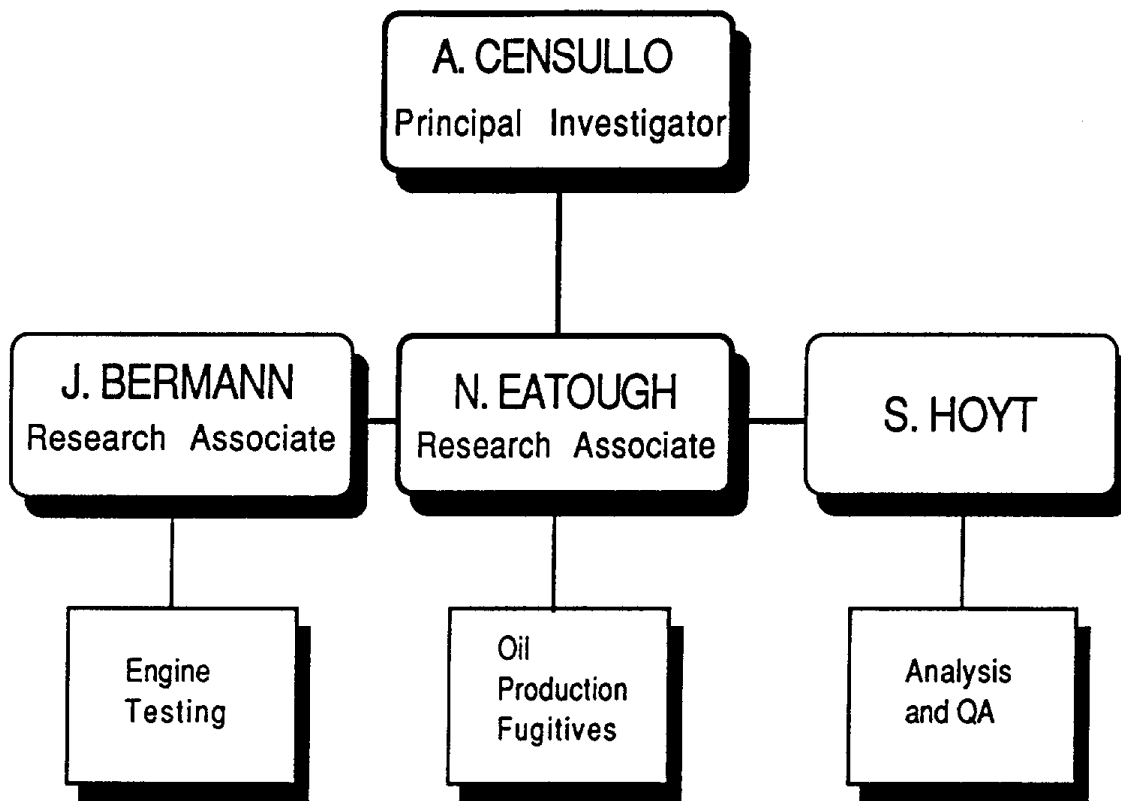 A. CENSULLO
Principal Investigator
J. BERMANN
Research Associate
N. EATOUGH
Research Associate
S. HOYT
Engine
Testing
Oil
Production
Fugitives
Analysis
and QA